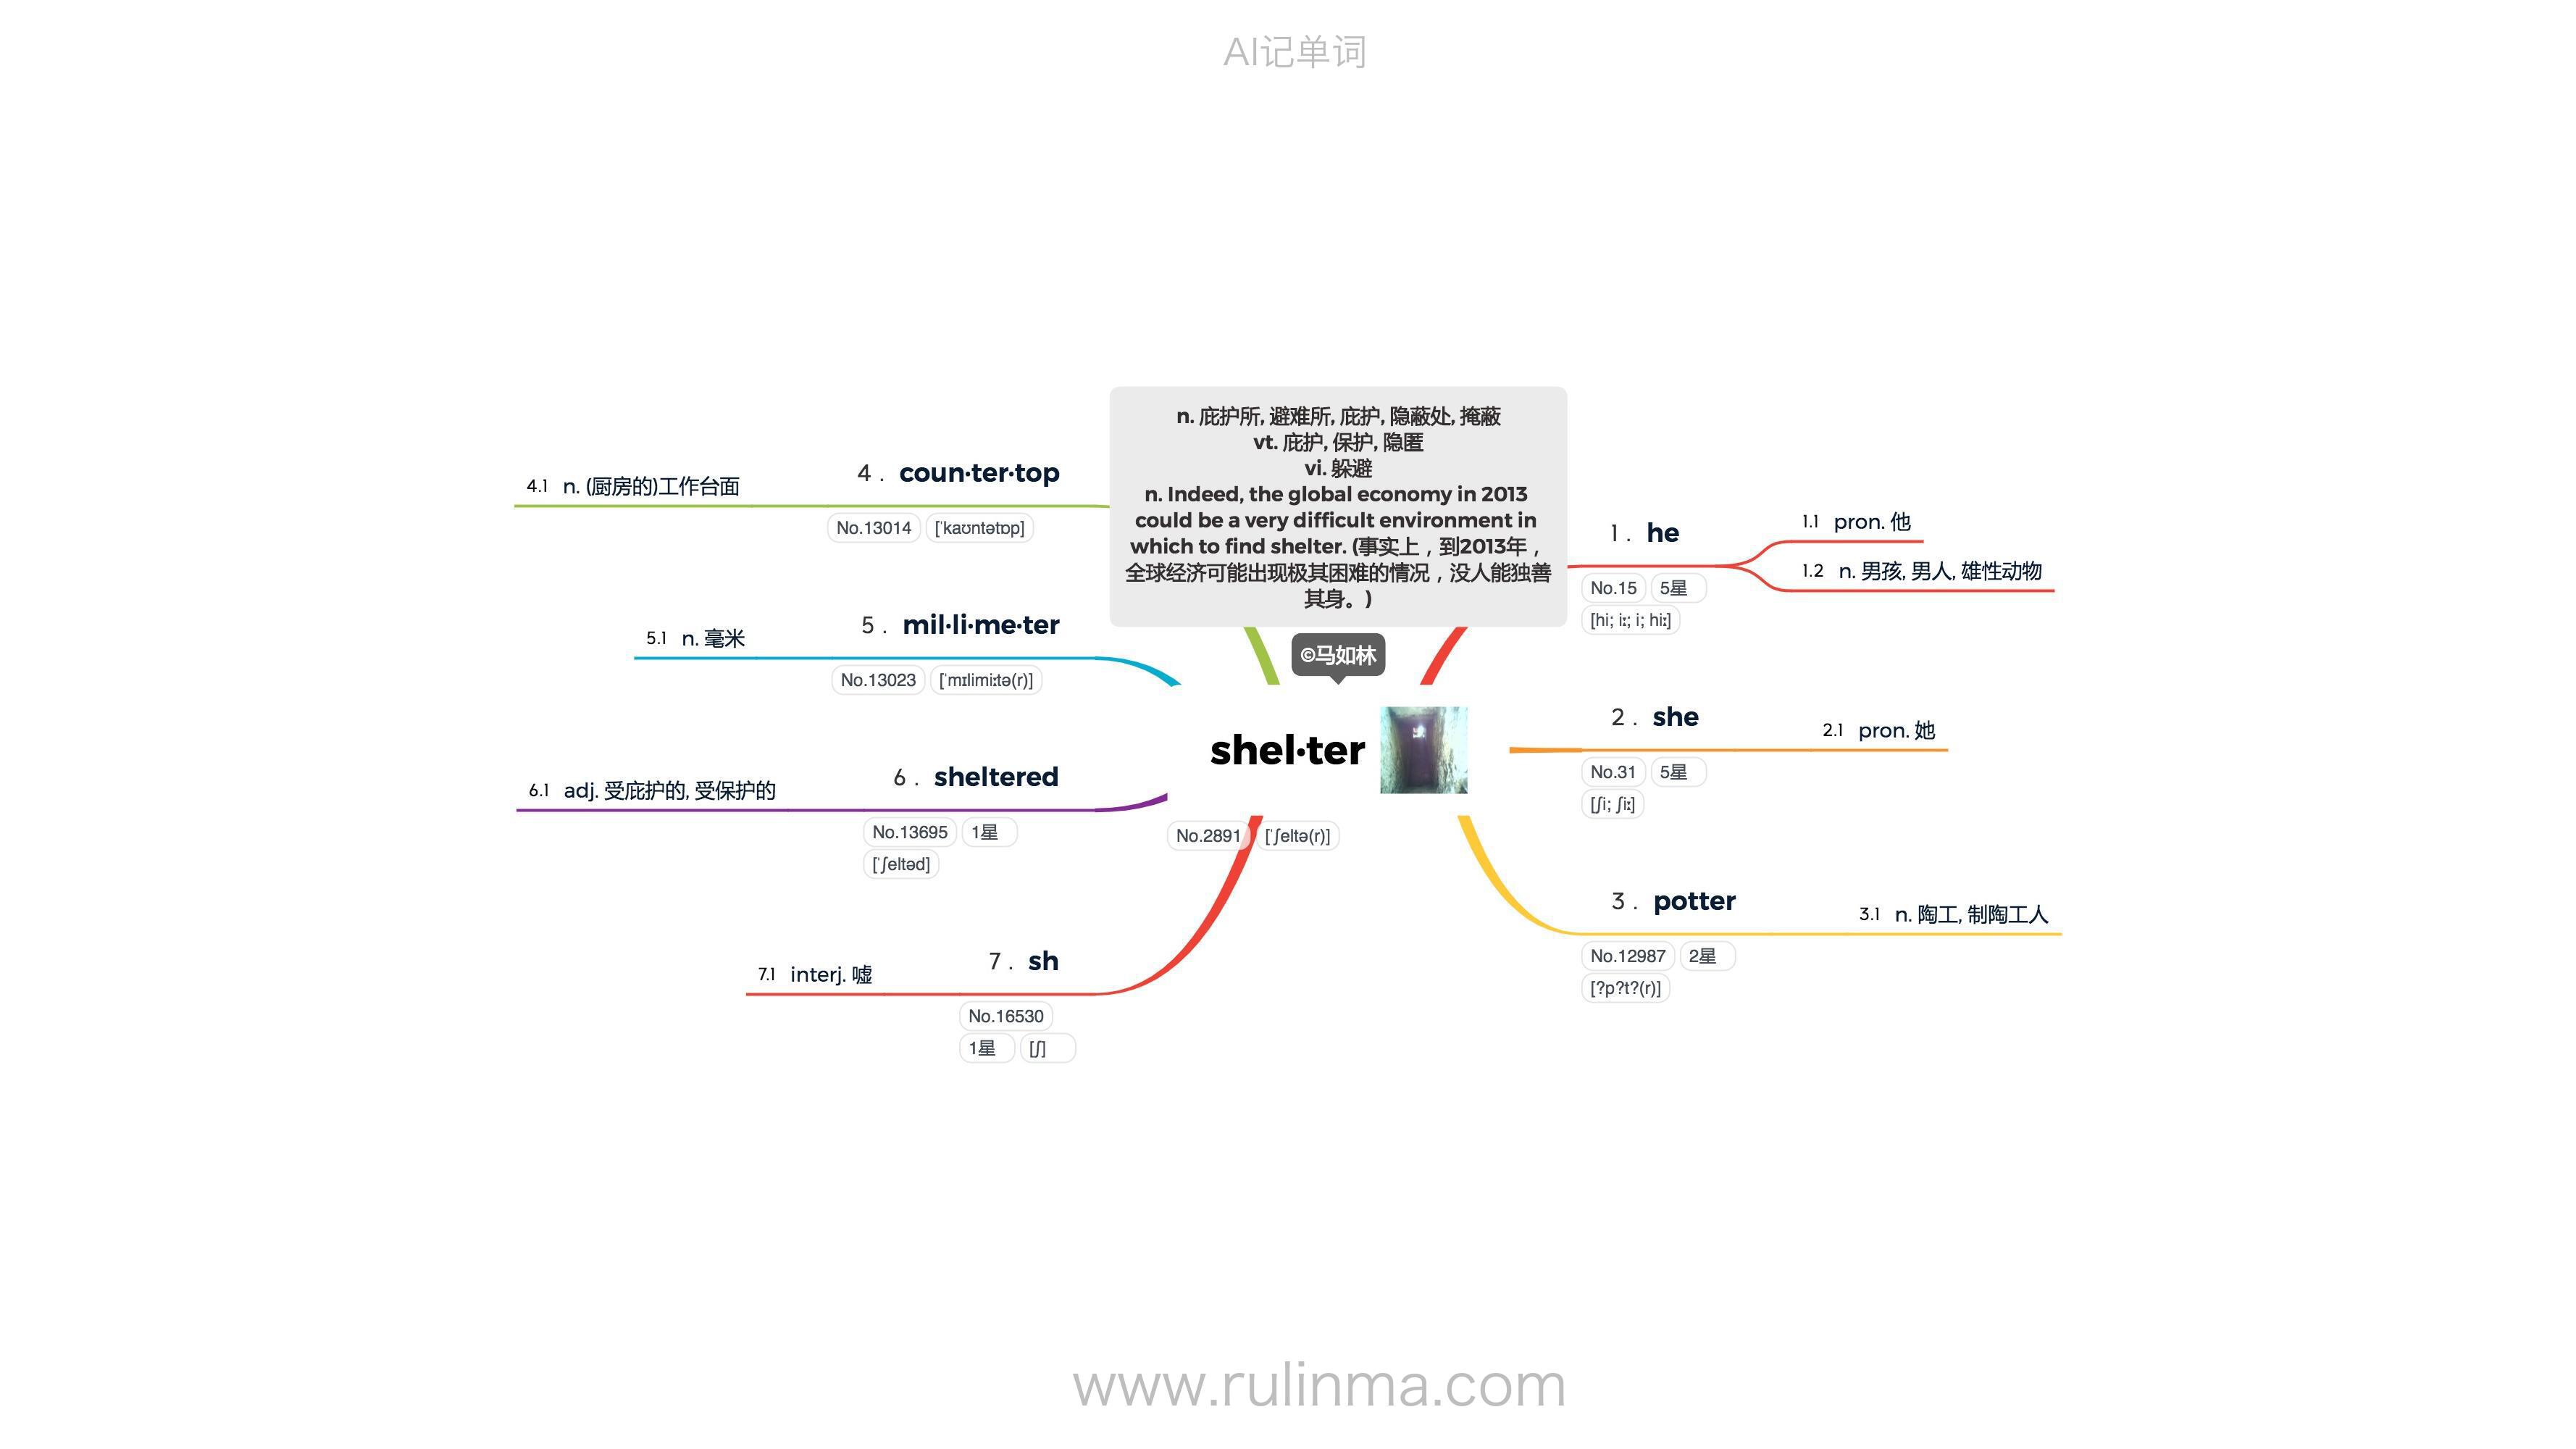 AI记单词
n. 庇护所, 避难所, 庇护, 隐蔽处, 掩蔽
vt. 庇护, 保护, 隐匿
vi. 躲避
n. Indeed, the global economy in 2013
could be a very difficult environment in
which to find shelter. (事实上，到2013年，
全球经济可能出现极其困难的情况，没人能独善
其身。)
©马如林
shel·ter
No.2891 [ˈʃeltə(r)]
1. he
No.15 5星
[hi; iː; i; hiː]
1.1 pron. 他
1.2 n. 男孩, 男人, 雄性动物
2. she
No.31 5星
[ʃi; ʃiː]
2.1 pron. 她
3. potter
No.12987 2星
[?p?t?(r)]
3.1 n. 陶工, 制陶工人
4. coun·ter·top
No.13014 [ˈkaʊntətɒp]
4.1 n. (厨房的)工作台面
5. mil·li·me·ter
No.13023 [ˈmɪlimiːtə(r)]
5.1 n. 毫米
6. sheltered
No.13695 1星
[ˈʃeltəd]
6.1 adj. 受庇护的, 受保护的
7. sh
No.16530
1星 [ʃ]
7.1 interj. 嘘
www.rulinma.com